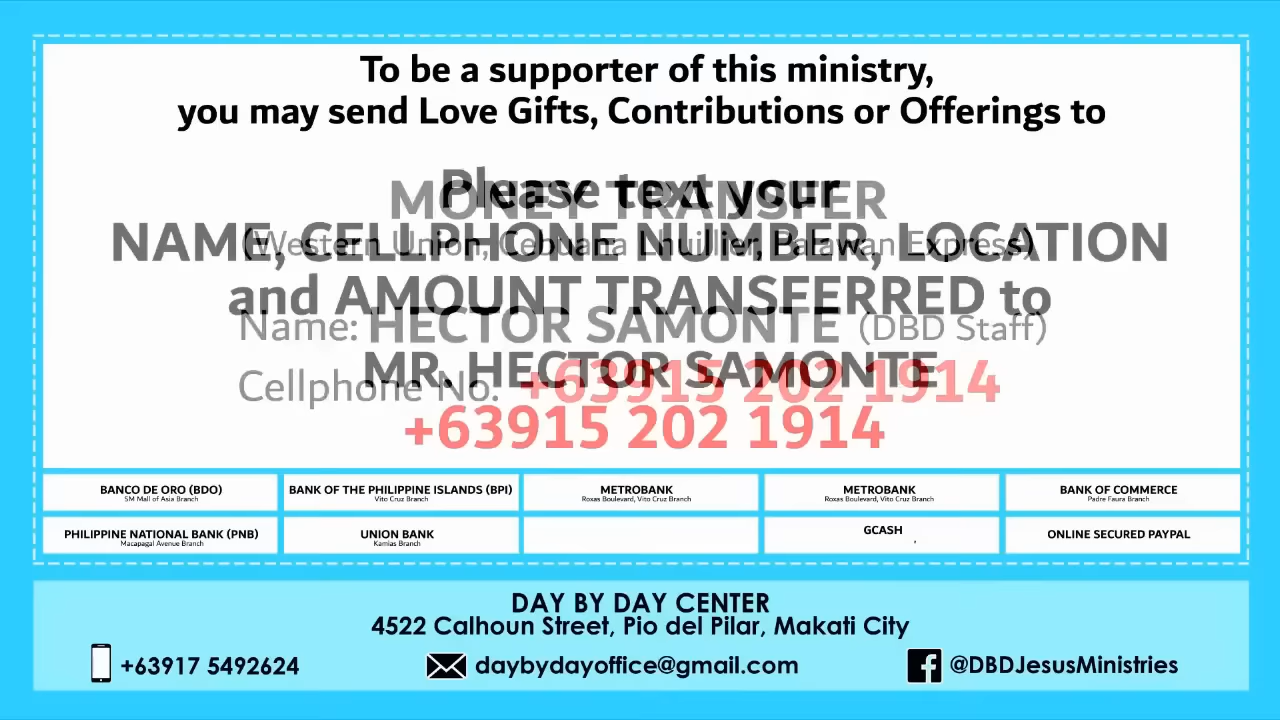 To be a supporter of this ministry,
you may send Love Gifts, Contributions or Offerings to
Please text your
MONEY TRANSFER
NAME, CELLPHONE NUMBER, LOCATION
(Western Union, Cebuana Lhuillier, Palawan Express)
and AMOUNT TRANSFERRED to
Name: HECTOR SAMONTE (DBD Staff)
MR. HECTOR SAMONTE
Cellphone No. +63915 202 1914
+63915 202 1914
BANCO DE ORO (BDO)
SM Mall of Asia Branch
BANK OF THE PHILIPPINE ISLANDS (BPI)
Vito Cruz Branch
METROBANK
Roxas Boulevard, Vito Cruz Branch
METROBANK
Roxas Boulevard, Vito Cruz Branch
BANK OF COMMERCE
Padre Faura Branch
PHILIPPINE NATIONAL BANK (PNB)
Macapagal Avenue Branch
UNION BANK
Kamias Branch
GCASH
ONLINE SECURED PAYPAL
DAY BY DAY CENTER
4522 Calhoun Street, Pio del Pilar, Makati City
+63917 5492624
daybydayoffice@gmail.com
@DBDJesusMinistries